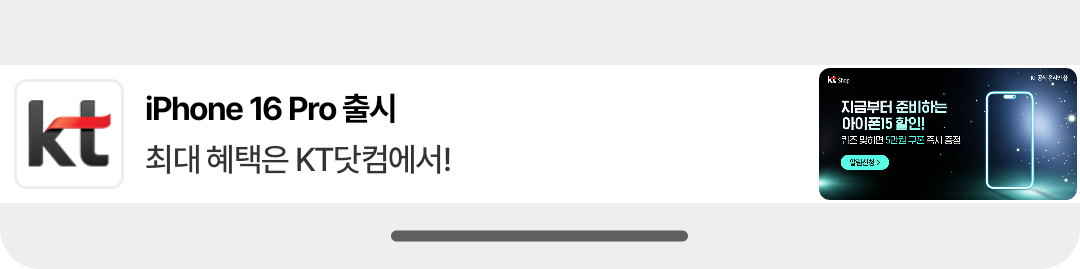 kt
iPhone 16 Pro 출시
최대 혜택은 KT닷컴에서!
kt Shop
kt 공식 온라인샵
지금부터 준비하는
아이폰15 할인!
퀴즈 맞히면 5만원 쿠폰 즉시 증정
알림신청 >